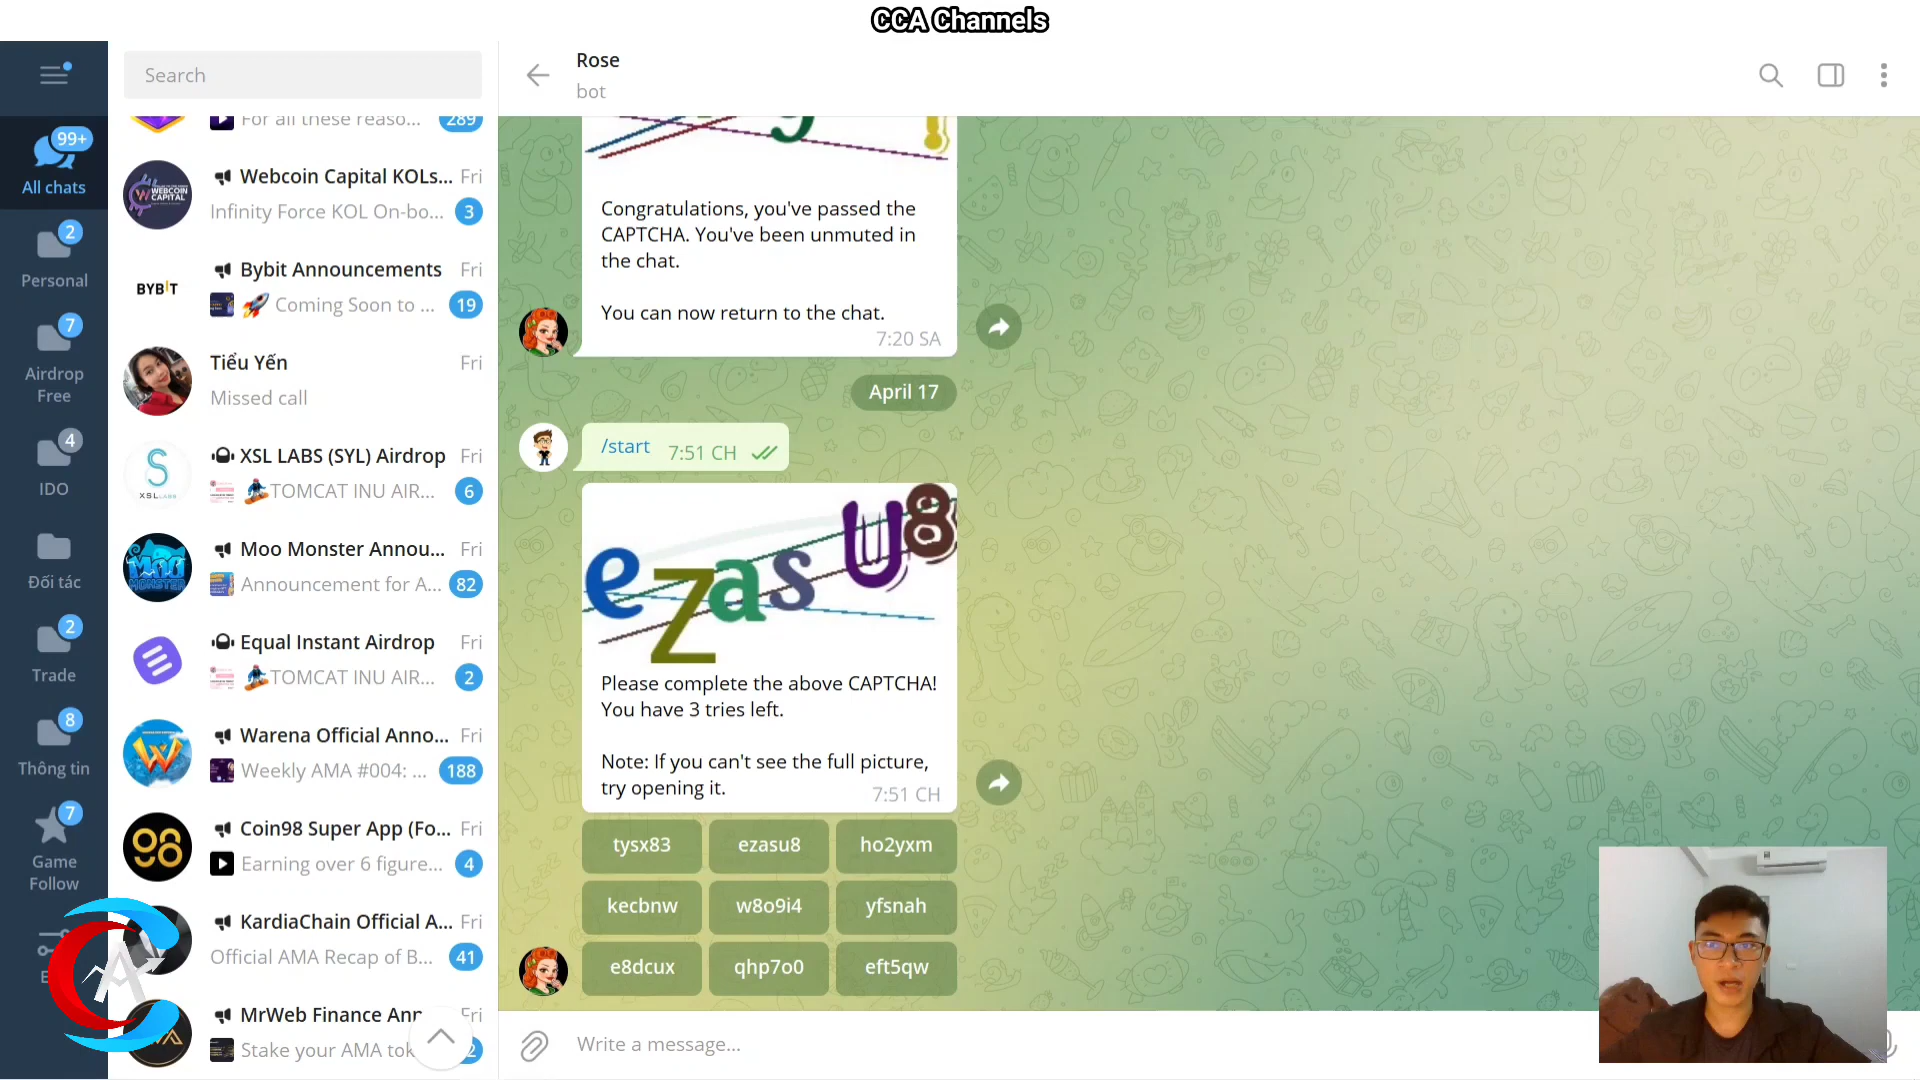 CCA Channels
Search
99+
All chats
2
Personal
7
Airdrop
Free
4
IDO
Đối tác
2
Trade
8
Thông tin
7
Game
Follow
For all these reaso... 289
Webcoin Capital KOLs... Fri
Infinity Force KOL On-bo... 3
WEBCOIN
CAPITAL
Bybit Announcements Fri
BYBIT
Coming Soon to ... 19
Tiểu Yến Fri
Missed call
XSL LABS (SYL) Airdrop Fri
XSL LABS
TOMCAT INU AIR... 6
Moo Monster Annou... Fri
MOO
MONSTER
Announcement for A... 82
Equal Instant Airdrop Fri
TOMCAT INU AIR... 2
Warena Official Anno... Fri
Weekly AMA #004: ... 188
Coin98 Super App (Fo... Fri
Earning over 6 figure... 4
KardiaChain Official A... Fri
Official AMA Recap of B... 41
MrWeb Finance Ann Fri
Stake your AMA tok 2
Rose
bot
Congratulations, you've passed the
CAPTCHA. You've been unmuted in
the chat.
You can now return to the chat.
7:20 SA
April 17
/start 7:51 CH
ezasU8
Please complete the above CAPTCHA!
You have 3 tries left.
Note: If you can't see the full picture,
try opening it. 7:51 CH
tysx83 ezasu8 ho2yxm
kecbnw w8o9i4 yfsnah
e8dcux qhp7o0 eft5qw
Write a message...